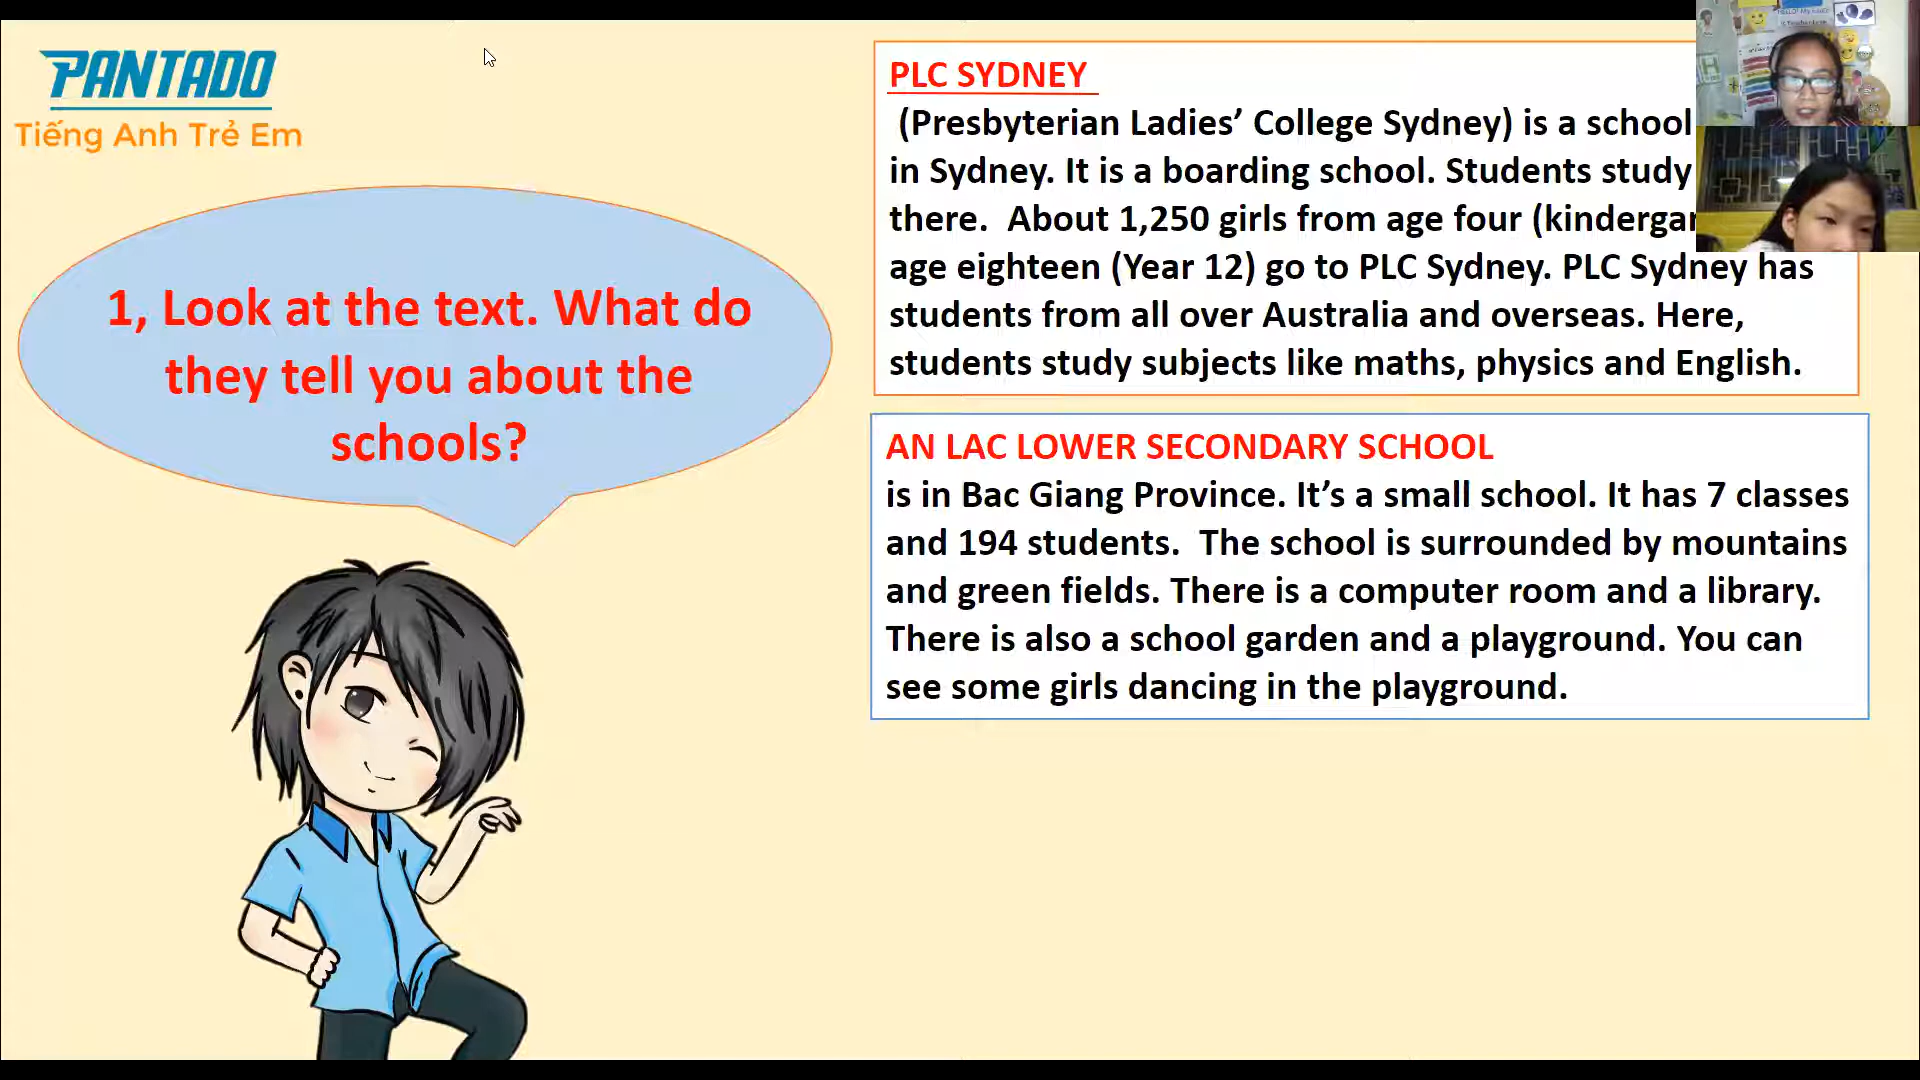 PANTADO
Tiếng Anh Trẻ Em
1, Look at the text. What do
they tell you about the
schools?
PLC SYDNEY
(Presbyterian Ladies’ College Sydney) is a school
in Sydney. It is a boarding school. Students study
there. About 1,250 girls from age four
age eighteen (Year 12) go to PLC Sydney. PLC Sydney has
students from all over Australia and overseas. Here,
students study subjects like maths, physics and English.
AN LAC LOWER SECONDARY SCHOOL
is in Bac Giang Province. It’s a small school. It has 7 classes
and 194 students. The school is surrounded by mountains
and green fields. There is a computer room and a library.
There is also a school garden and a playground. You can
see some girls dancing in the playground.